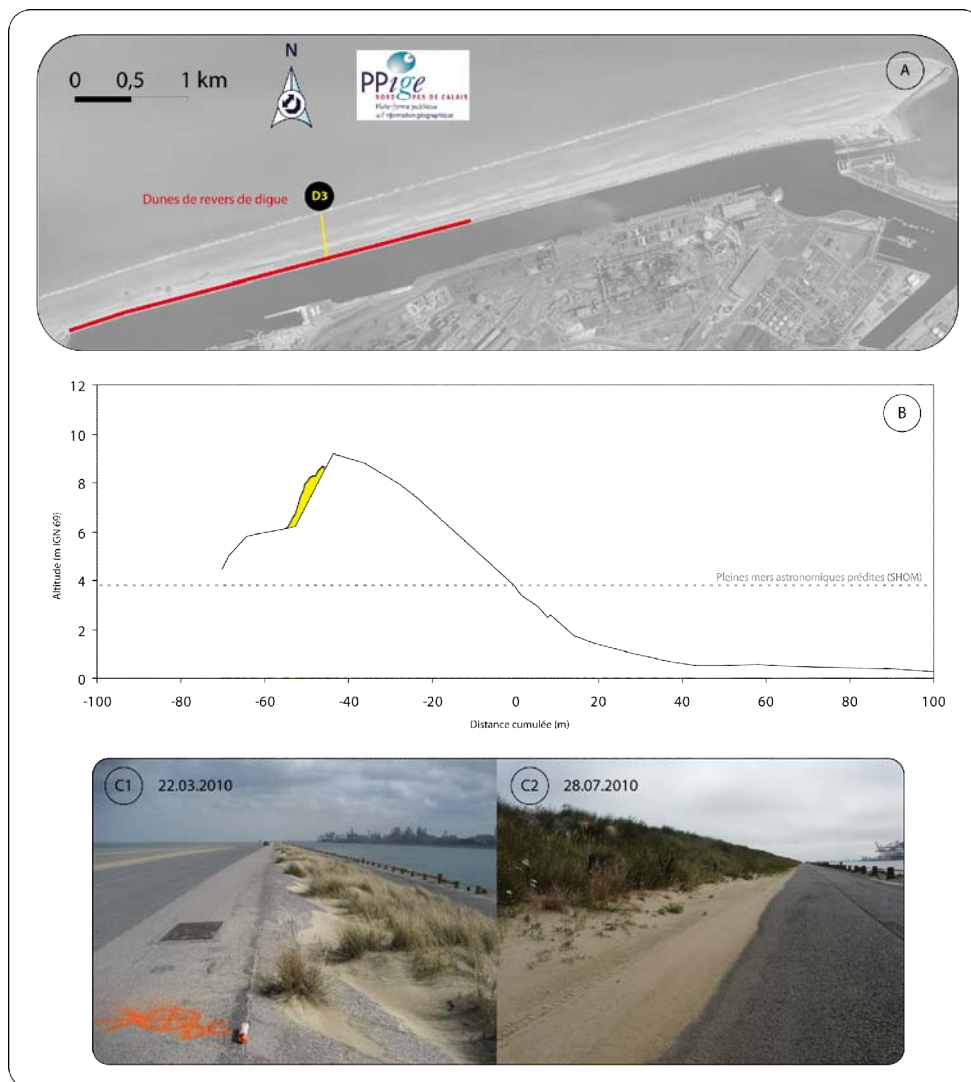 A
N
0 0,5 1 km
PPige
NORD PAS DE CALAIS
Plate-forme publique
de l'information géographique
D3
Dunes de revers de digue
B
12
10
8
6
4
2
0
Altitude (m IGN 69)
Pleines mers astronomiques prédites (SHOM)
-100 -80 -60 -40 -20 0 20 40 60 80 100
Distance cumulée (m)
C1 22.03.2010
C2 28.07.2010